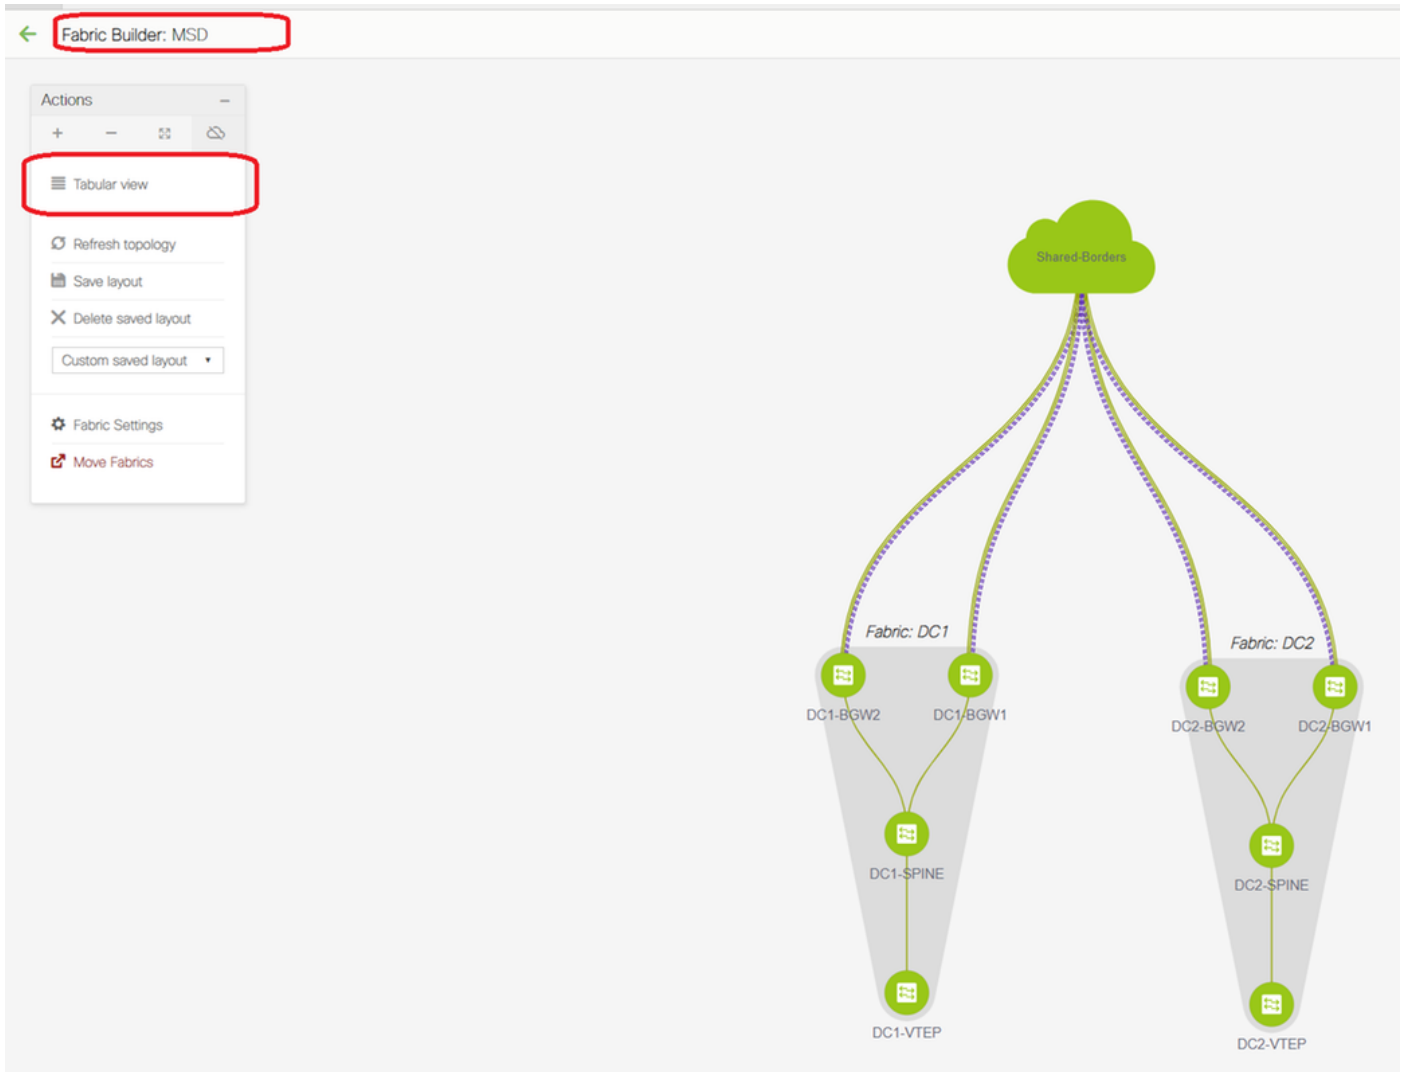 Fabric Builder: MSD
Actions
Tabular view
Refresh topology
Save layout
Delete saved layout
Custom saved layout
Fabric Settings
Move Fabrics
Shared-Borders
Fabric: DC1
Fabric: DC2
DC1-BGW2
DC1-BGW1
DC2-BGW2
DC2-BGW1
DC1-SPINE
DC2-SPINE
DC1-VTEP
DC2-VTEP